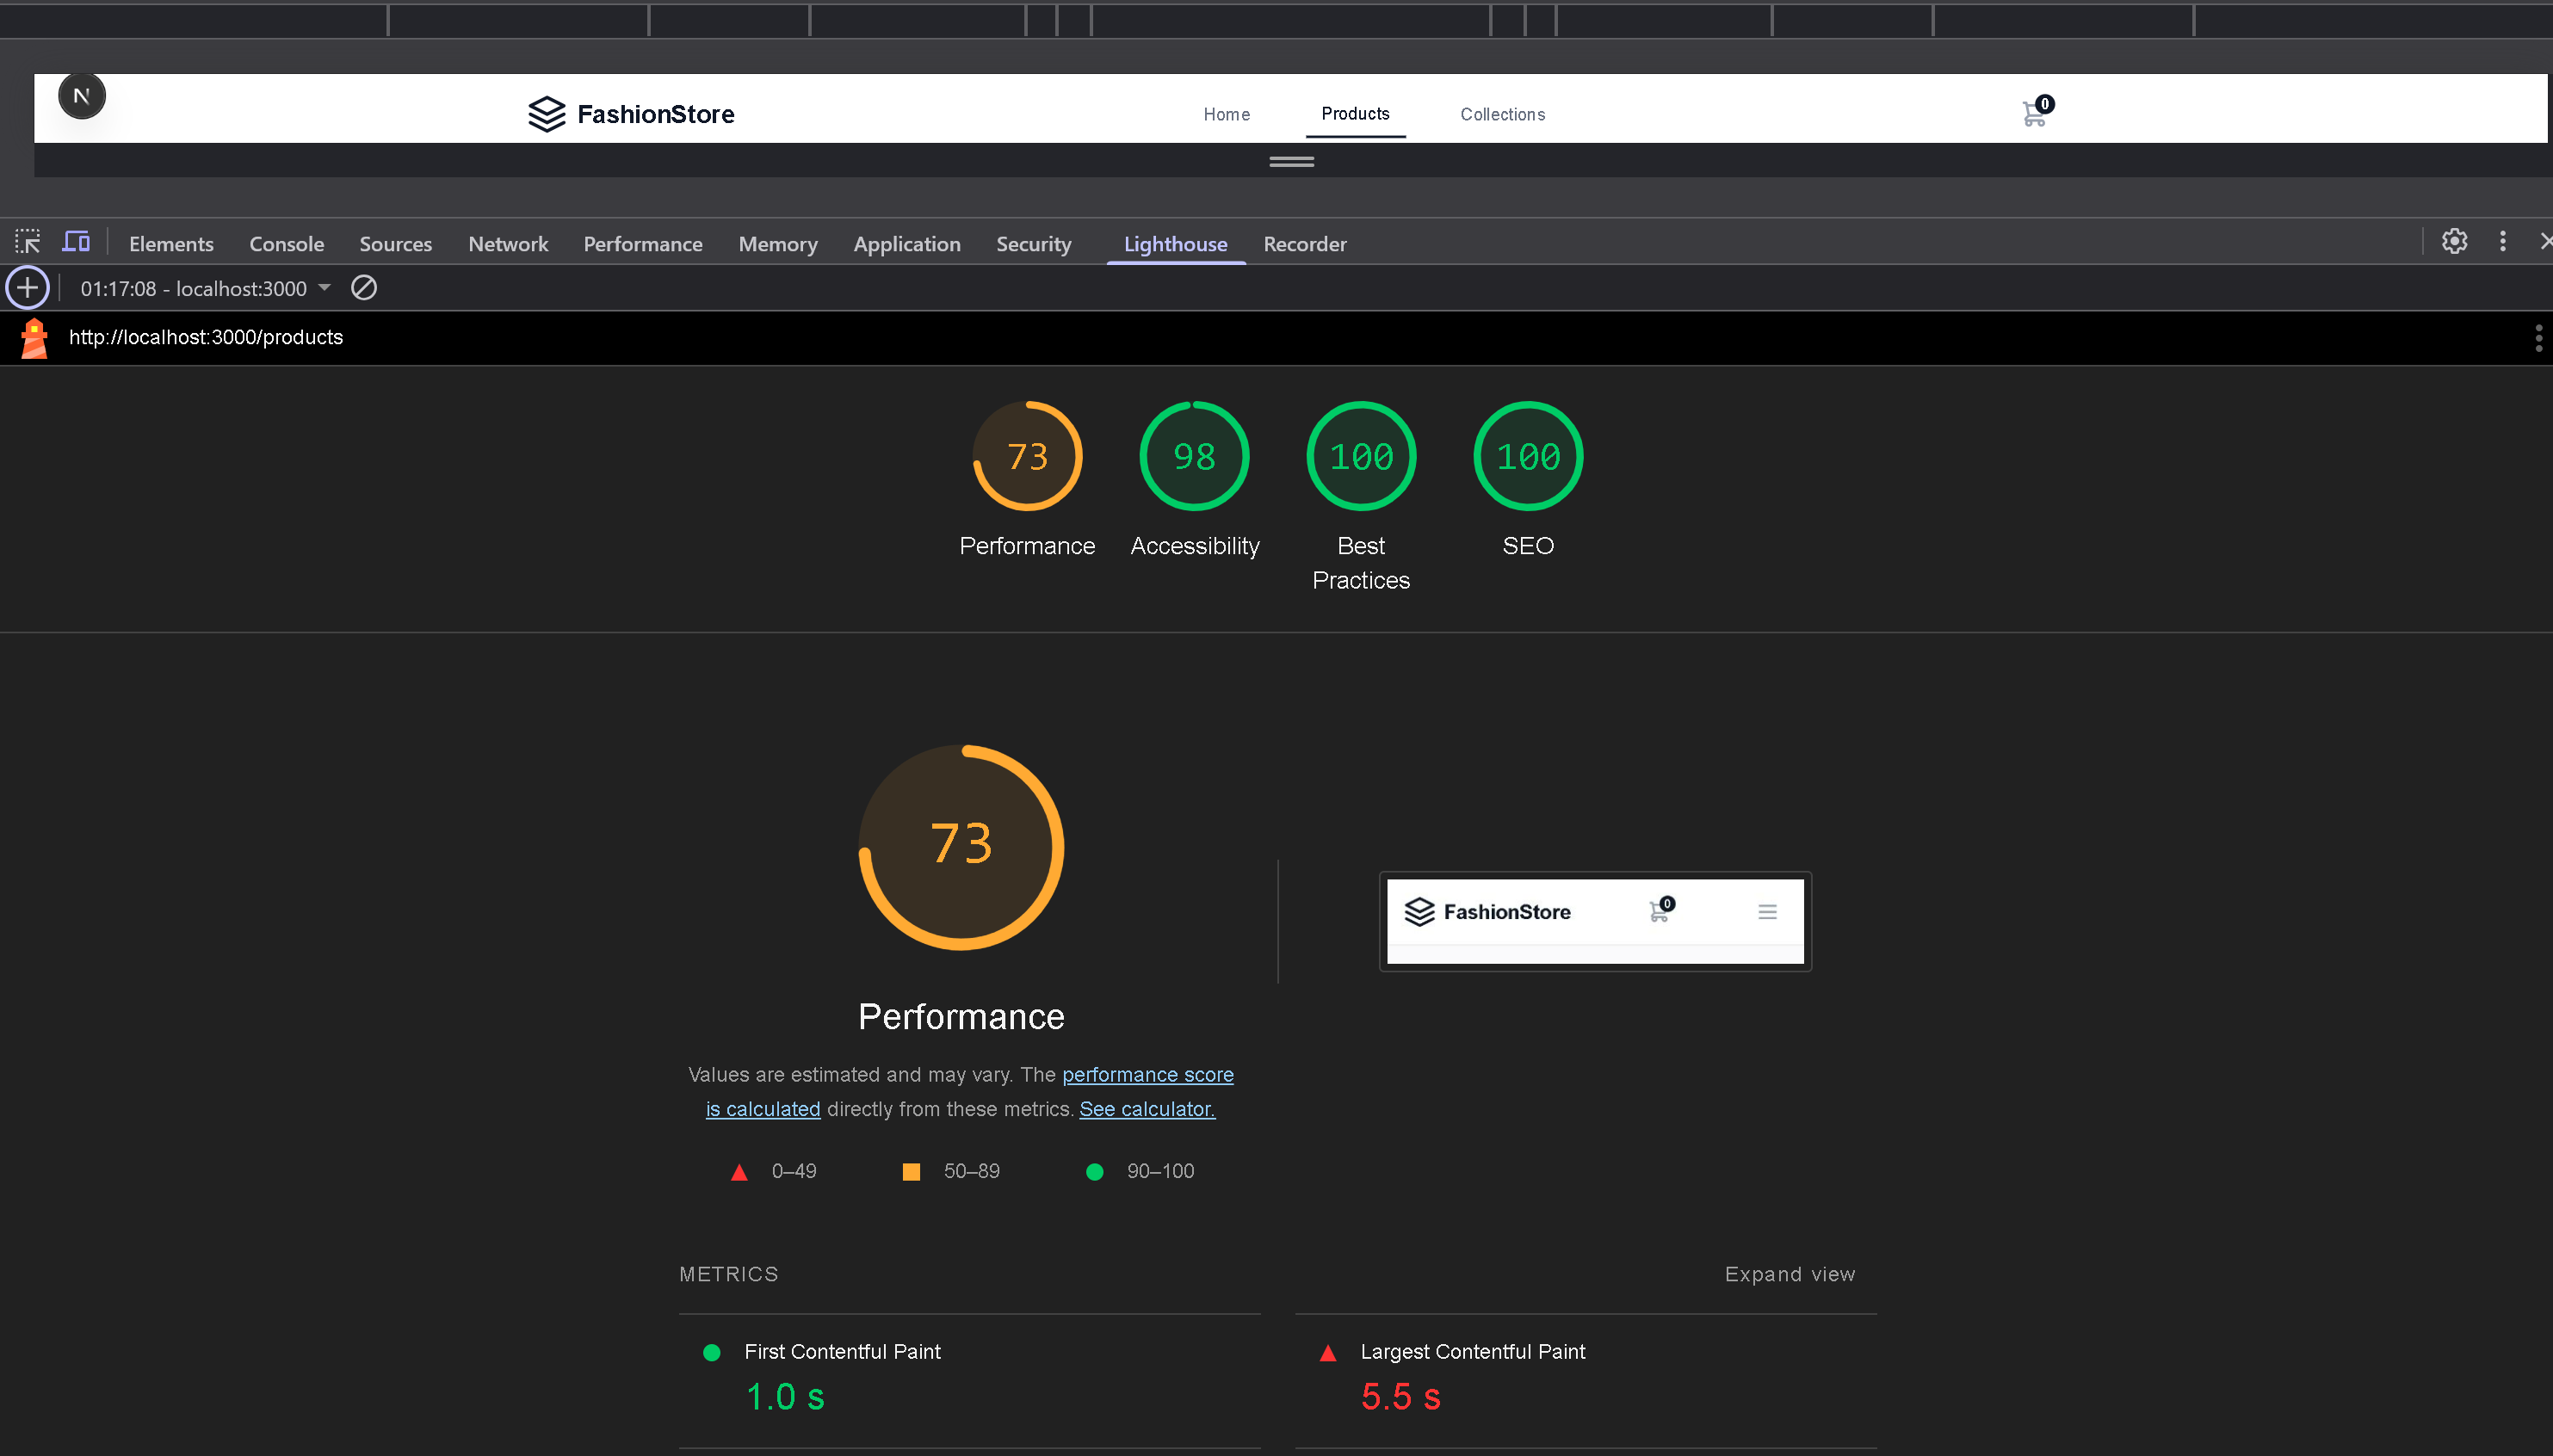 N
FashionStore
Home
Products
Collections
0
Elements
Console
Sources
Network
Performance
Memory
Application
Security
Lighthouse
Recorder
01:17:08 - localhost:3000
http://localhost:3000/products
73
98
100
100
Performance
Accessibility
Best
Practices
SEO
73
FashionStore
0
Performance
Values are estimated and may vary. The performance score
is calculated directly from these metrics. See calculator.
0–49
50–89
90–100
METRICS
Expand view
First Contentful Paint
1.0 s
Largest Contentful Paint
5.5 s